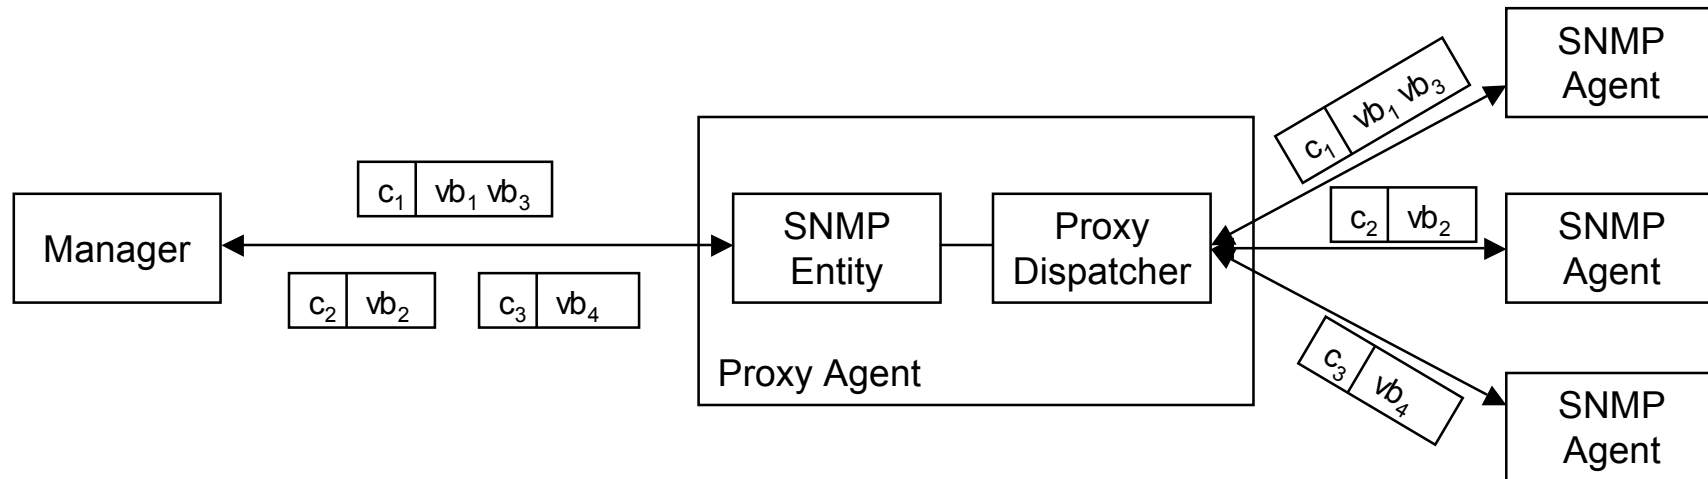 SNMP
Agent
c₁ vb₁ vb₃
c₁ vb₁ vb₃
Manager
SNMP
Entity
Proxy
Dispatcher
c₂ vb₂
SNMP
Agent
c₂ vb₂
c₃ vb₄
c₃ vb₄
Proxy Agent
SNMP
Agent